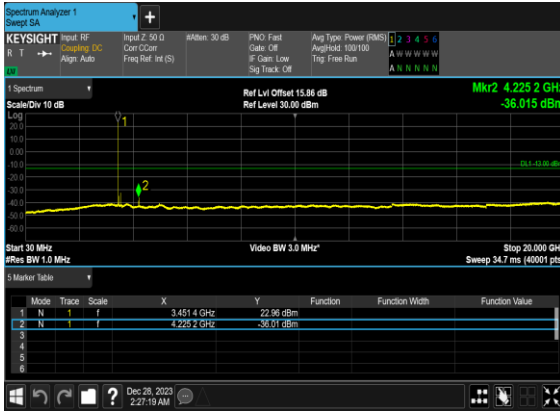 Spectrum Analyzer 1
Swept SA
+
KEYSIGHT Input: RF Input Z: 50 Ω #Atten: 30 dB PNO: Fast Avg Type: Power (RMS) 1 2 3 4 5 6
R T Coupling: DC Corr CCorr Gate: Off Avg|Hold: 100/100 A W W W W W
Align: Auto Freq Ref: Int (S) IF Gain: Low Trig: Free Run
Sig Track: Off A N N N N N
1 Spectrum Ref Lvl Offset 15.86 dB Mkr2 4.225 2 GHz
Scale/Div 10 dB Ref Level 30.00 dBm -36.015 dBm
Log
20.0
10.0
0.00
-10.0
-20.0
-30.0
-40.0
-50.0
-60.0
1
DL1 -13.00 dBm
2
Start 30 MHz Video BW 3.0 MHz* Stop 20.000 GHz
#Res BW 1.0 MHz Sweep 34.7 ms (40001 pts)
5 Marker Table
Mode Trace Scale X Y Function Function Width Function Value
1 N 1 f 3.451 4 GHz 22.96 dBm
2 N 1 f 4.225 2 GHz -36.01 dBm
3
4
5
6
? Dec 28, 2023
2:27:19 AM